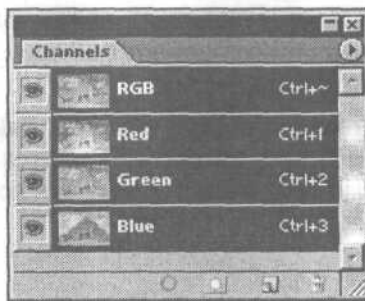 Channels
RGB Ctrl+~
Red Ctrl+1
Green Ctrl+2
Blue Ctrl+3